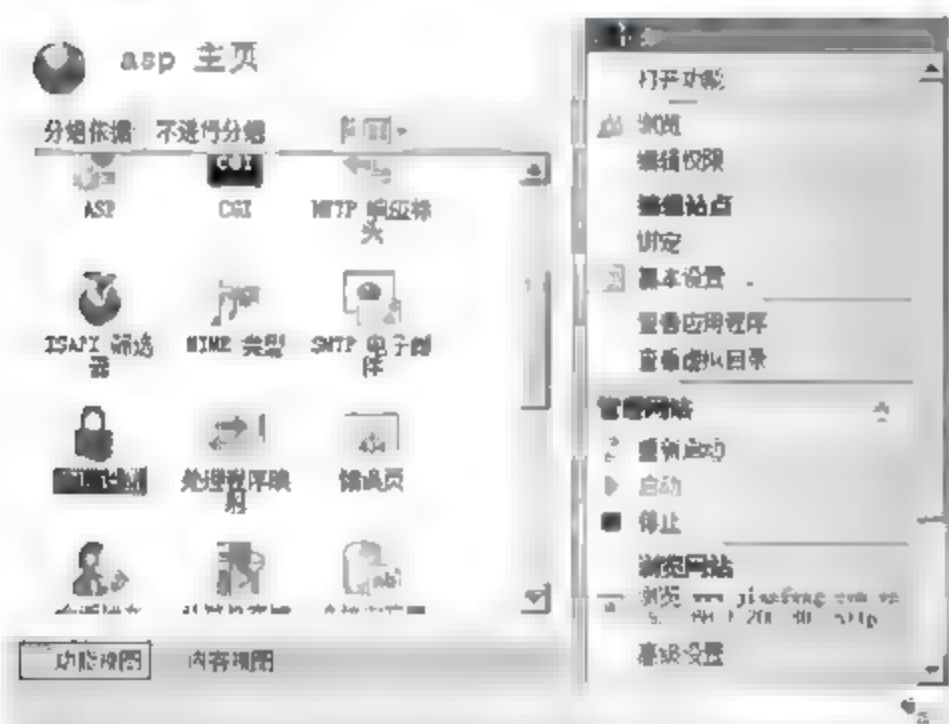 asp 主页
分组依据 不进行分组
ASP
CGI
HTTP 响应标
头
ISAPI 筛选
器
MIME 类型
SMTP 电子邮
件
处理程序映
射
错误页
功能视图
内容视图
打开功能
浏览
编辑权限
编辑站点
绑定
基本设置
查看应用程序
查看虚拟目录
管理网站
重新启动
启动
停止
浏览网站
浏览
高级设置